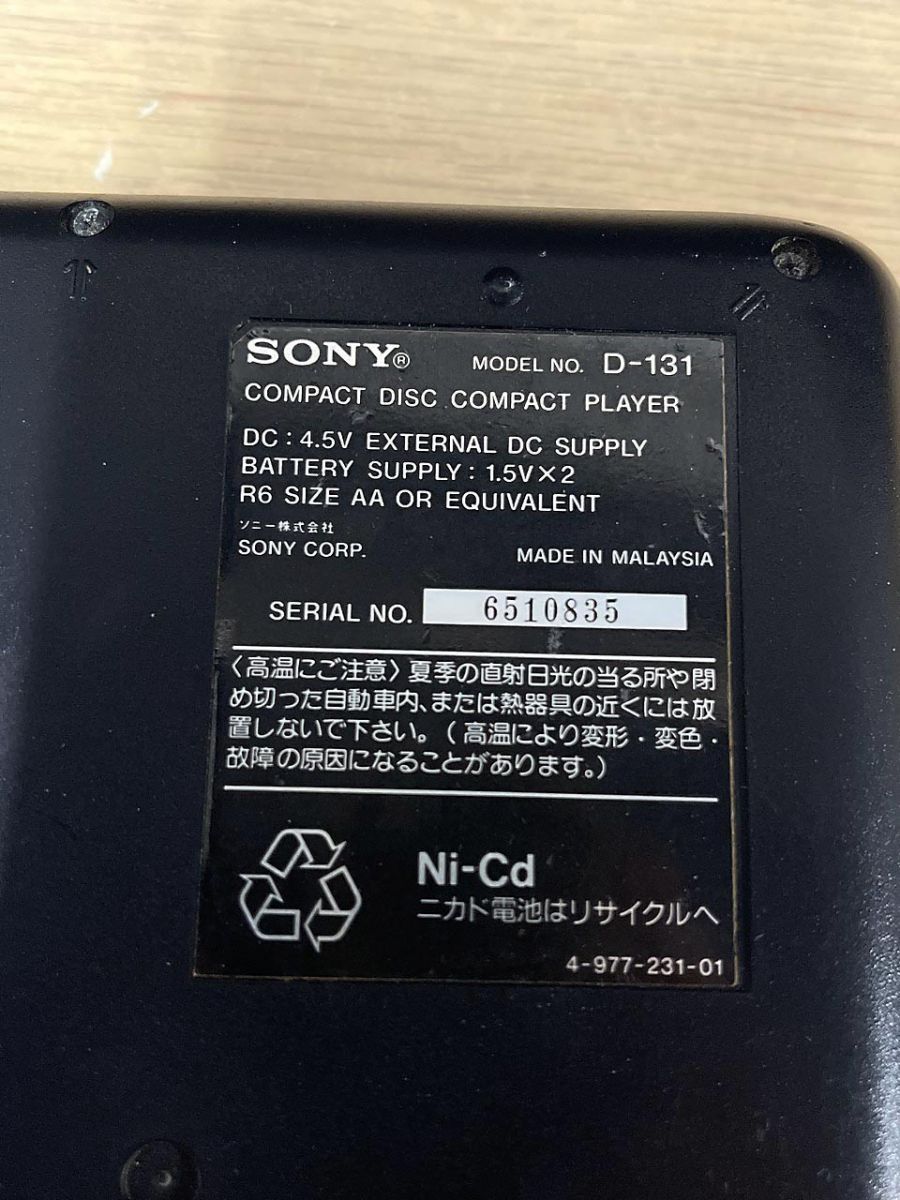 SONY® MODEL NO. D-131
COMPACT DISC COMPACT PLAYER
DC : 4.5V EXTERNAL DC SUPPLY
BATTERY SUPPLY : 1.5V×2
R6 SIZE AA OR EQUIVALENT
ソニー株式会社
SONY CORP. MADE IN MALAYSIA
SERIAL NO. 6510835
〈高温にご注意〉夏季の直射日光の当る所や閉
め切った自動車内、または熱器具の近くには放
置しないで下さい。(高温により変形・変色・
故障の原因になることがあります。)
Ni-Cd
ニカド電池はリサイクルへ
4-977-231-01